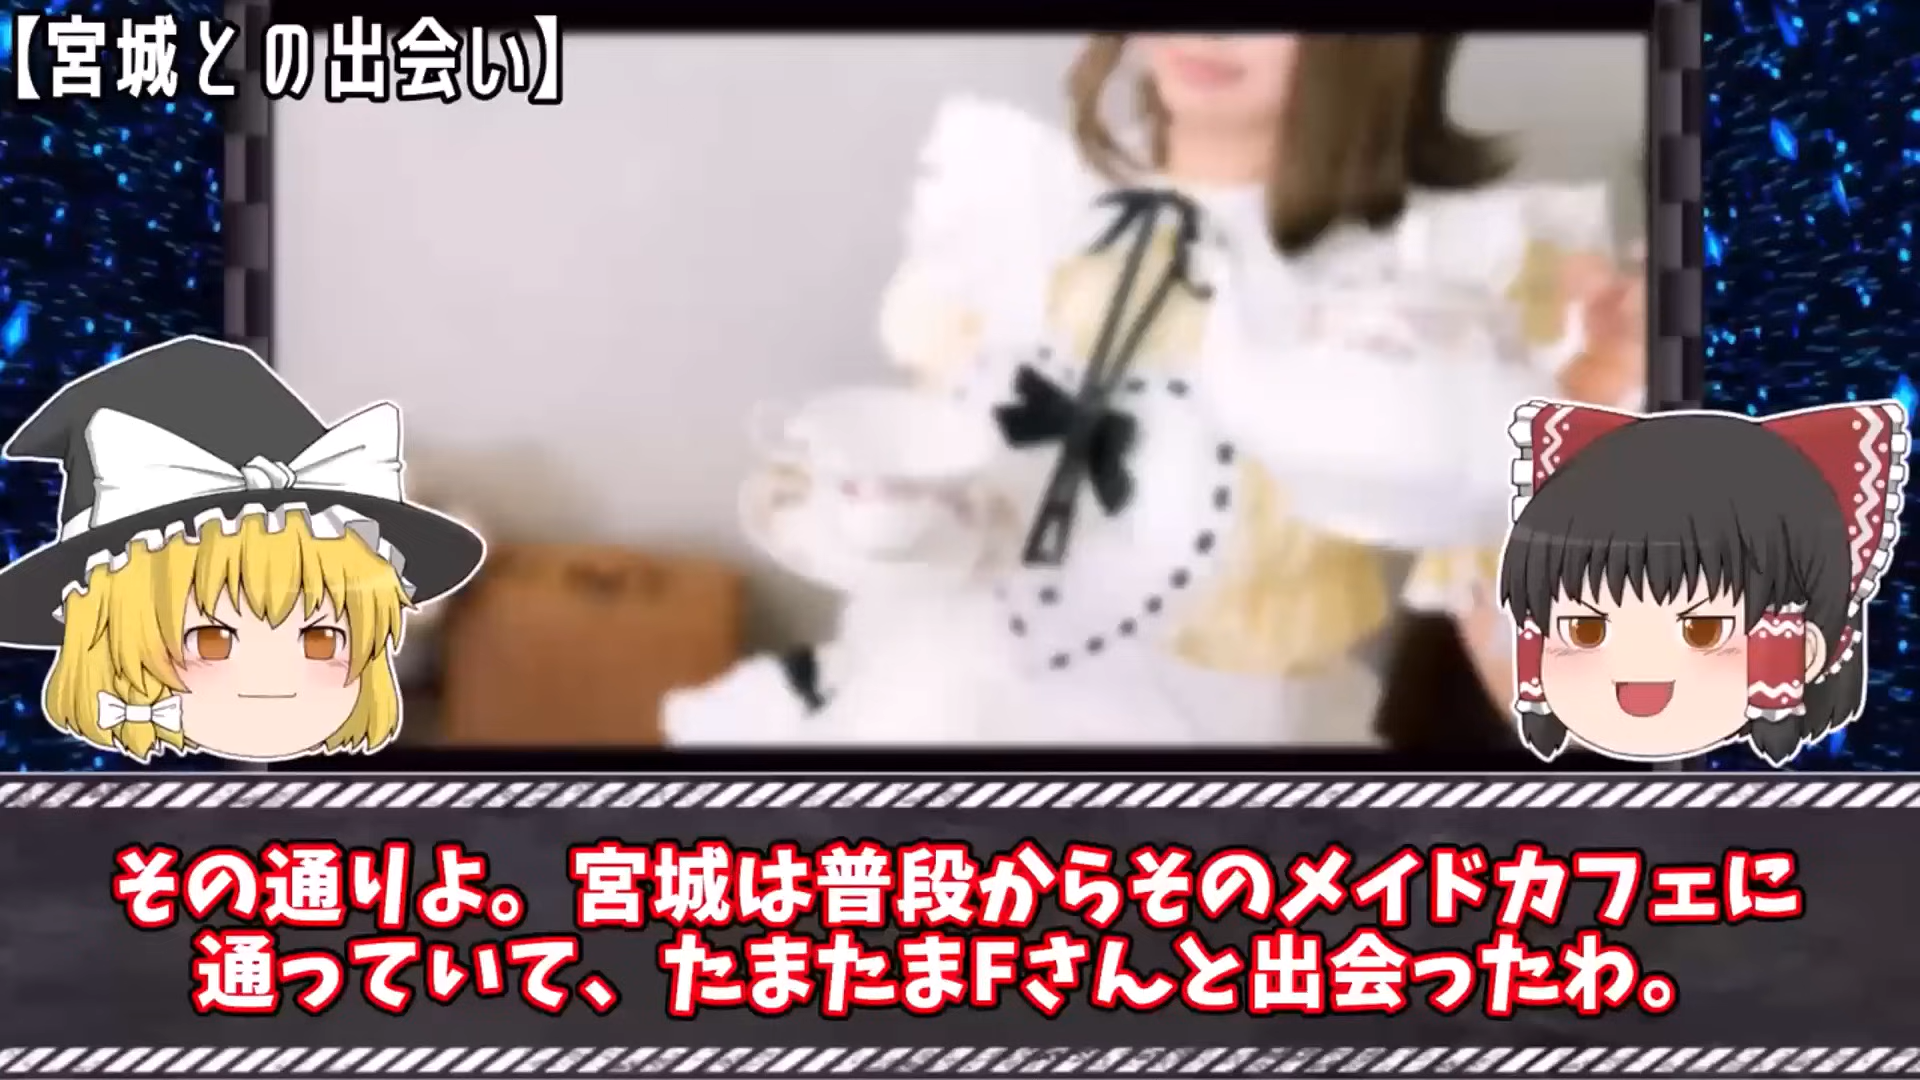 【宮城との出会い】
その通りよ。宮城は普段からそのメイドカフェに
通っていて、たまたまFさんと出会ったわ。